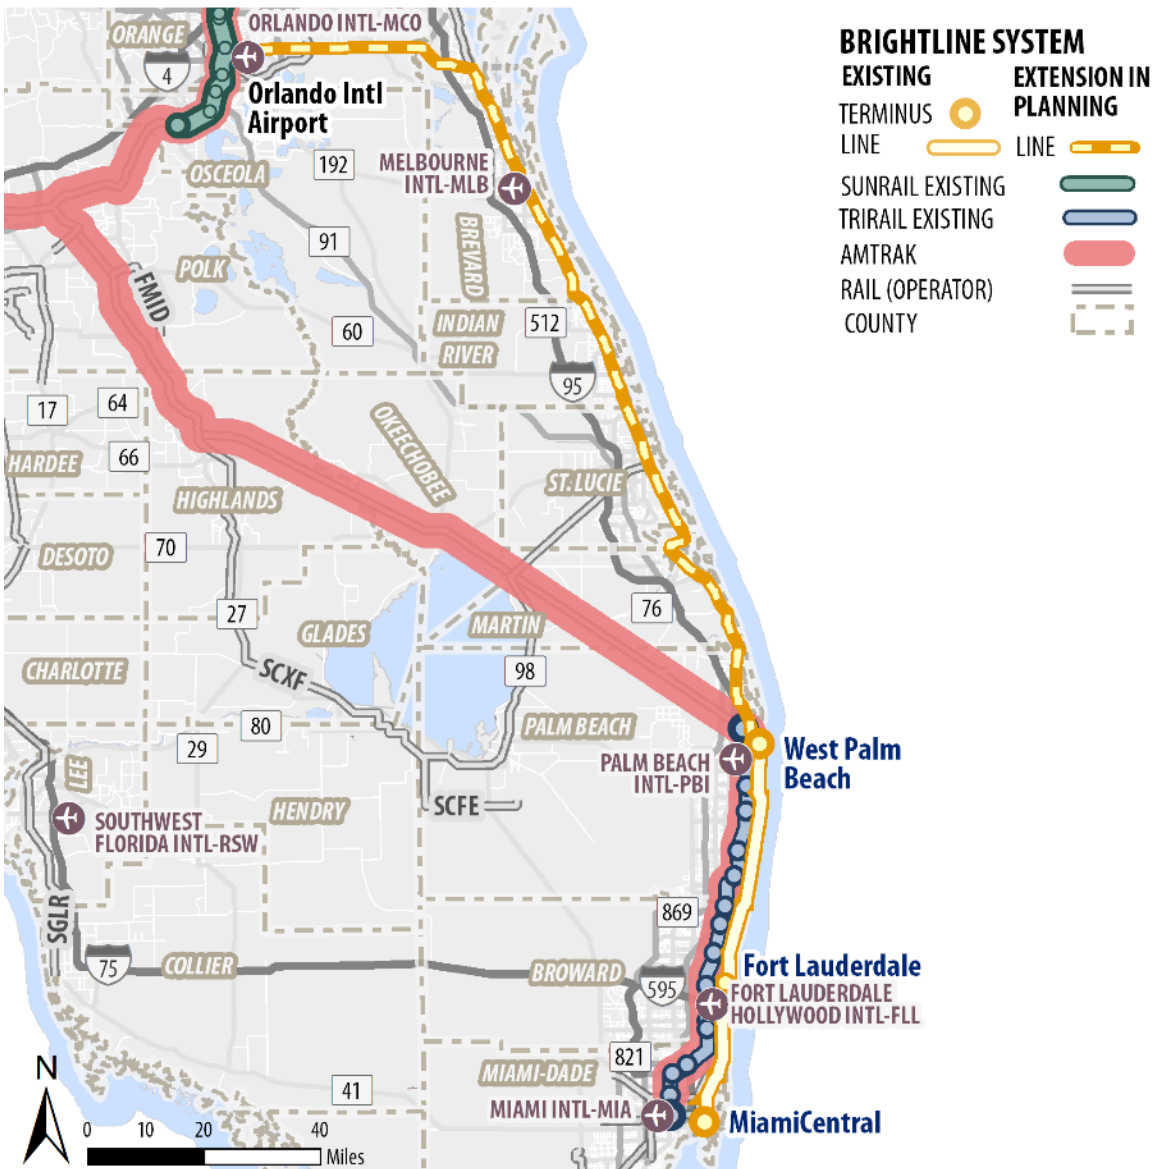 ORLANDO INTL-MCO
ORANGE
4
Orlando Intl
Airport
192
MELBOURNE
INTL-MLB
OSCEOLA
91
BREVARD
POLK
FMID
60
INDIAN
RIVER
512
95
17
64
66
HARDEE
OKEECHOBEE
HIGHLANDS
ST. LUCIE
70
DESOTO
27
76
GLADES
MARTIN
CHARLOTTE
SCXF
98
80
29
PALM BEACH
PALM BEACH
INTL-PBI
West Palm
Beach
LEE
HENDRY
SCFE
SOUTHWEST
FLORIDA INTL-RSW
SGLR
869
75
COLLIER
BROWARD
595
Fort Lauderdale
FORT LAUDERDALE
HOLLYWOOD INTL-FLL
821
MIAMI-DADE
41
MIAMI INTL-MIA
MiamiCentral
N
0 10 20 40
Miles
BRIGHTLINE SYSTEM
EXISTING
TERMINUS
LINE
EXTENSION IN
PLANNING
LINE
SUNRAIL EXISTING
TRIRAIL EXISTING
AMTRAK
RAIL (OPERATOR)
COUNTY